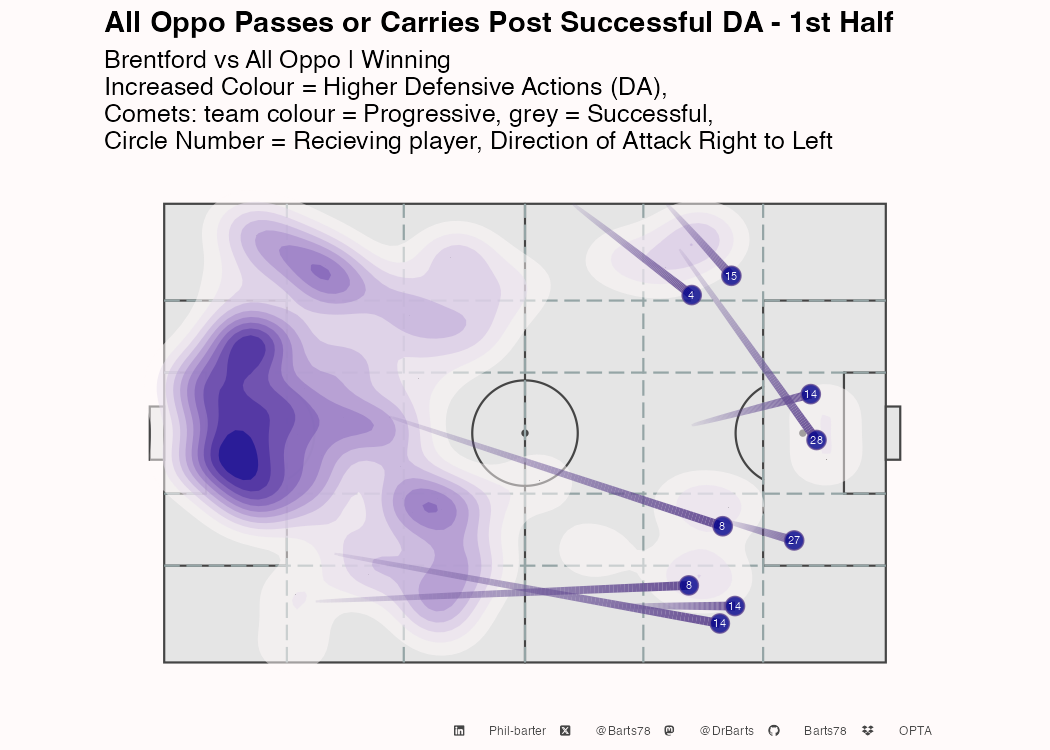 All Oppo Passes or Carries Post Successful DA - 1st Half
Brentford vs All Oppo | Winning
Increased Colour = Higher Defensive Actions (DA),
Comets: team colour = Progressive, grey = Successful,
Circle Number = Recieving player, Direction of Attack Right to Left
15
4
14
28
8
27
8
14
14
Phil-barter @Barts78 @DrBarts Barts78 OPTA